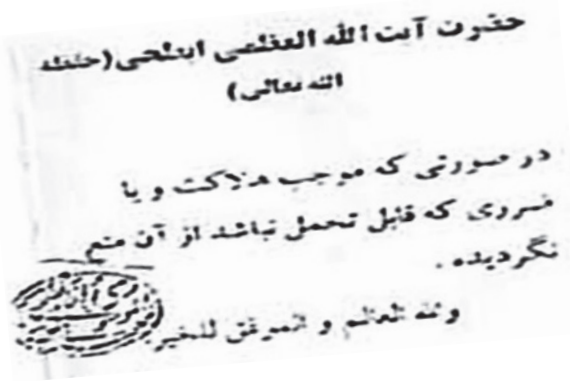 حضرت آیت الله العظمی ابطحی (حفظه
الله تعالی)
در صورتی که موجب هلاکت و یا
ضرری که قابل تحمل نباشد از آن منع
نگردیده .
والله العالم و الموفق للخیر